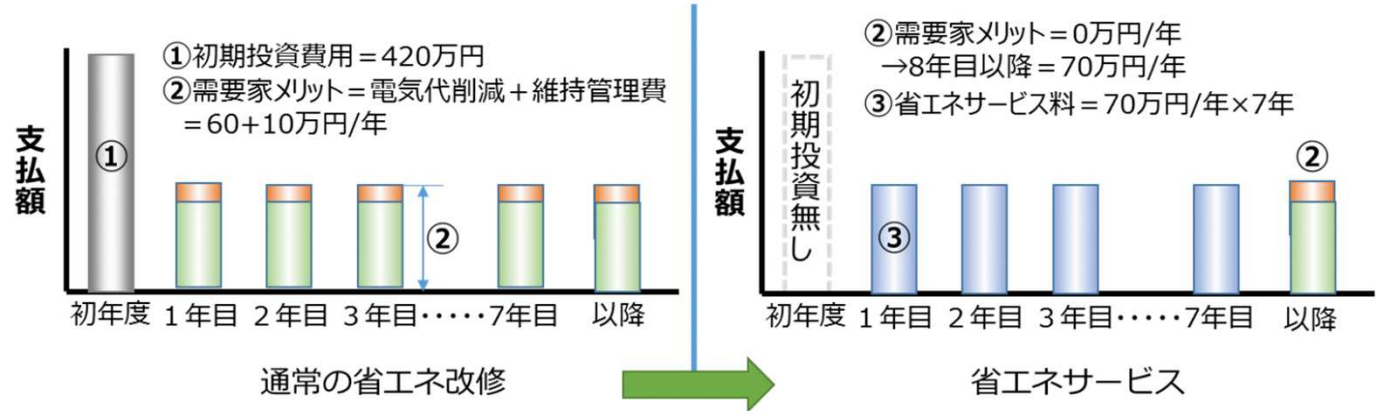 ①初期投資費用＝420万円
②需要家メリット＝電気代削減＋維持管理費
＝60+10万円/年
支払額
①
②
初年度 1年目 2年目 3年目‥‥‥7年目 以降
通常の省エネ改修
②需要家メリット＝0万円/年
→8年目以降＝70万円/年
③省エネサービス料＝70万円/年×7年
支払額
初期投資無し
③
②
初年度 1年目 2年目 3年目‥‥‥7年目 以降
省エネサービス